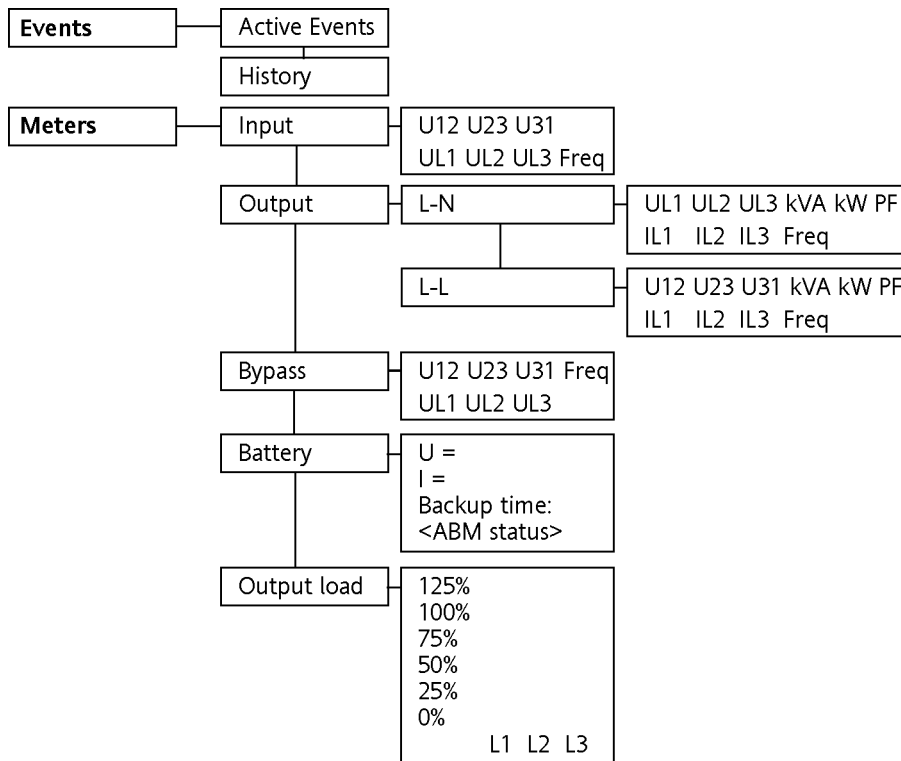 Events
Active Events
History
Meters
Input
U12 U23 U31
UL1 UL2 UL3 Freq
Output
L-N
UL1 UL2 UL3 kVA kW PF
IL1 IL2 IL3 Freq
L-L
U12 U23 U31 kVA kW PF
IL1 IL2 IL3 Freq
Bypass
U12 U23 U31 Freq
UL1 UL2 UL3
Battery
U =
I =
Backup time:
<ABM status>
Output load
125%
100%
75%
50%
25%
0%
L1 L2 L3